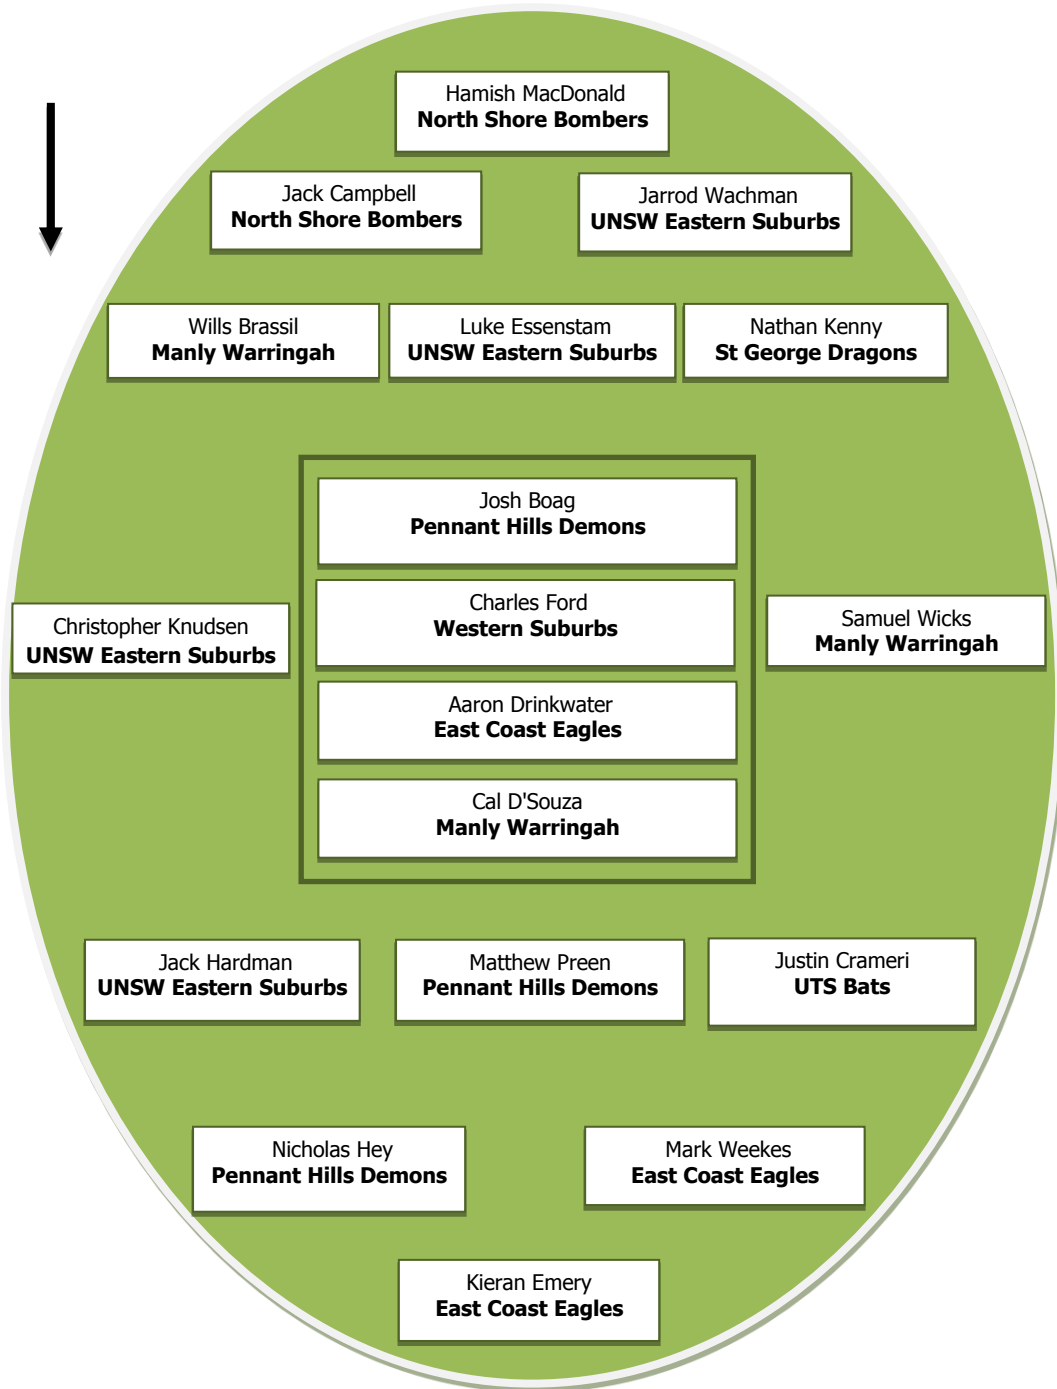 Hamish MacDonald
North Shore Bombers
Jack Campbell
North Shore Bombers
Jarrod Wachman
UNSW Eastern Suburbs
Wills Brassil
Manly Warringah
Luke Essenstam
UNSW Eastern Suburbs
Nathan Kenny
St George Dragons
Josh Boag
Pennant Hills Demons
Christopher Knudsen
UNSW Eastern Suburbs
Charles Ford
Western Suburbs
Samuel Wicks
Manly Warringah
Aaron Drinkwater
East Coast Eagles
Cal D'Souza
Manly Warringah
Jack Hardman
UNSW Eastern Suburbs
Matthew Preen
Pennant Hills Demons
Justin Crameri
UTS Bats
Nicholas Hey
Pennant Hills Demons
Mark Weekes
East Coast Eagles
Kieran Emery
East Coast Eagles